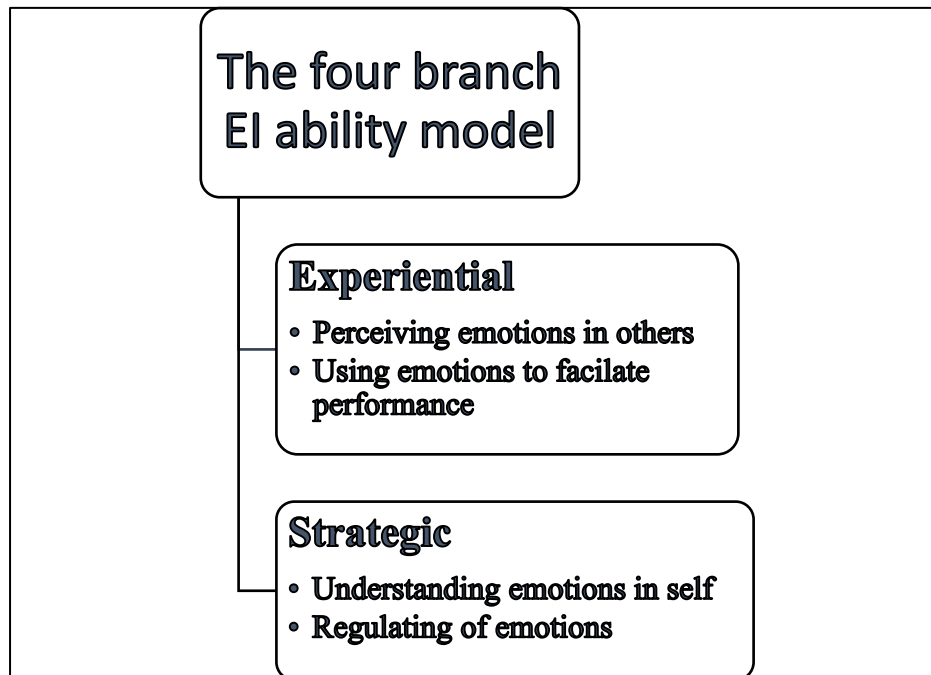 The four branch
EI ability model
Experiential
• Perceiving emotions in others
• Using emotions to facilate
performance
Strategic
• Understanding emotions in self
• Regulating of emotions